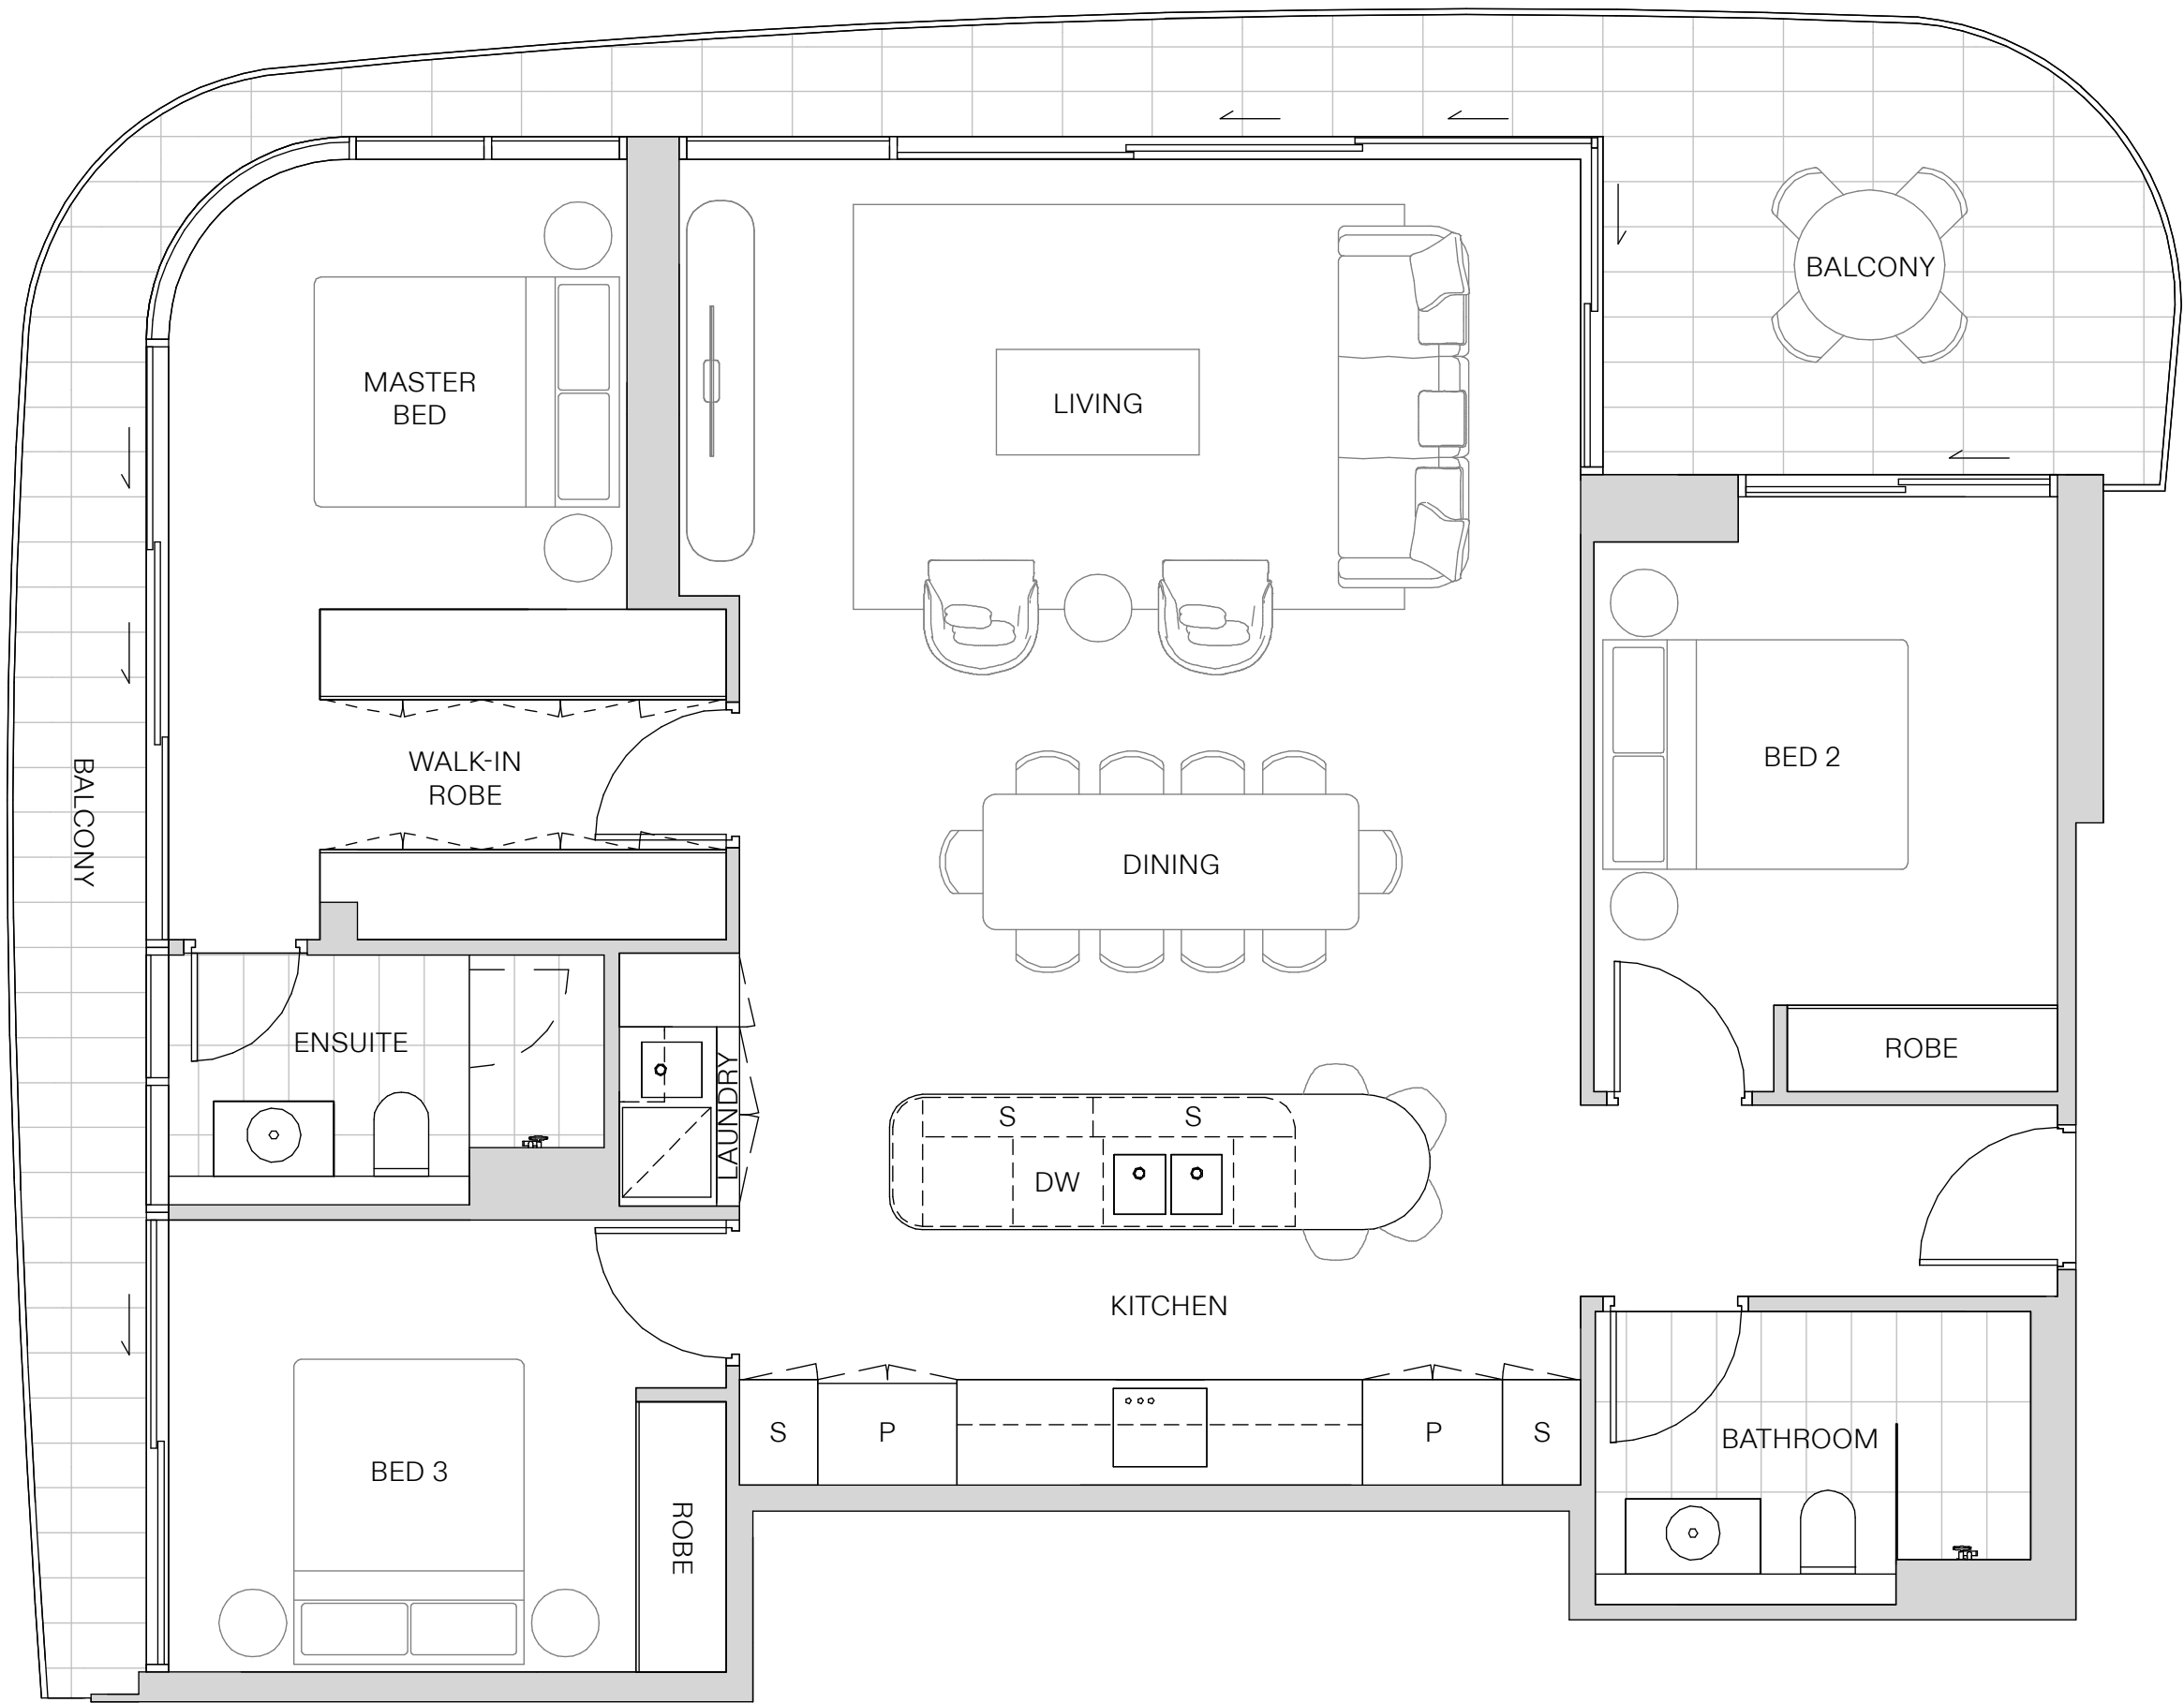 BALCONY
MASTER
BED
LIVING
BALCONY
WALK-IN
ROBE
BED 2
DINING
ENSUITE
LAUNDRY
ROBE
S
S
DW
KITCHEN
BED 3
ROBE
S
P
P
S
BATHROOM